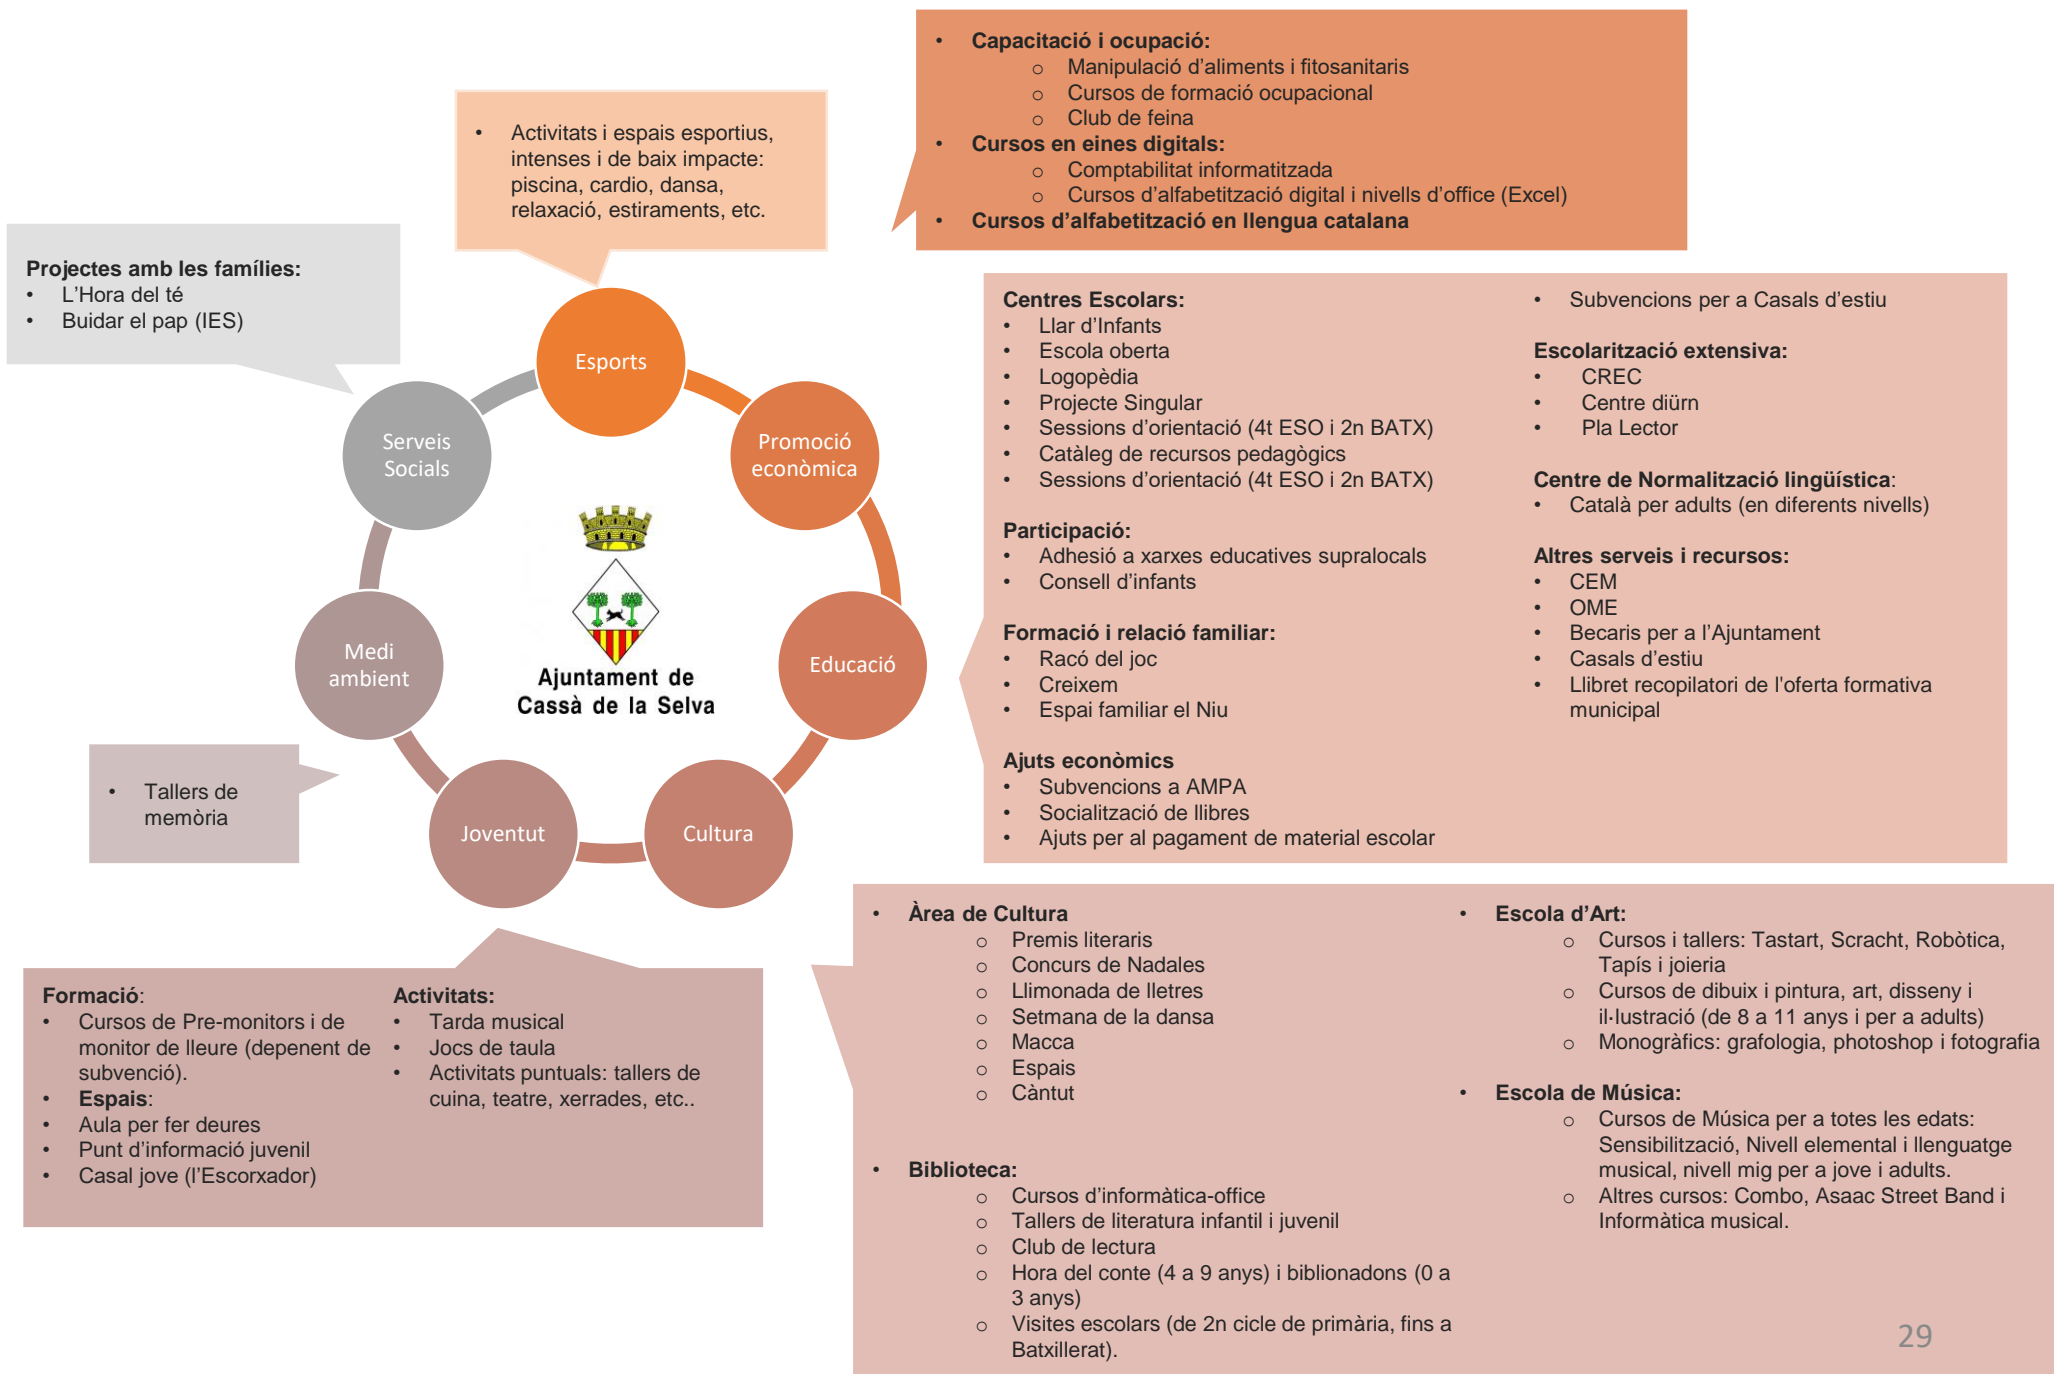 • Capacitació i ocupació:
o Manipulació d’aliments i fitosanitaris
o Cursos de formació ocupacional
o Club de feina
• Cursos en eines digitals:
o Comptabilitat informatitzada
o Cursos d’alfabetització digital i nivells d’office (Excel)
• Cursos d’alfabetització en llengua catalana
• Activitats i espais esportius,
intenses i de baix impacte:
piscina, cardio, dansa,
relaxació, estiraments, etc.
Projectes amb les famílies:
• L’Hora del té
• Buidar el pap (IES)
Esports
Promoció
econòmica
Educació
Cultura
Joventut
Medi
ambient
Serveis
Socials
Ajuntament de
Cassà de la Selva
Centres Escolars:
• Llar d’Infants
• Escola oberta
• Logopèdia
• Projecte Singular
• Sessions d’orientació (4t ESO i 2n BATX)
• Catàleg de recursos pedagògics
• Sessions d’orientació (4t ESO i 2n BATX)
Participació:
• Adhesió a xarxes educatives supralocals
• Consell d’infants
Formació i relació familiar:
• Racó del joc
• Creixem
• Espai familiar el Niu
Ajuts econòmics
• Subvencions a AMPA
• Socialització de llibres
• Ajuts per al pagament de material escolar
• Subvencions per a Casals d’estiu
Escolarització extensiva:
• CREC
• Centre diürn
• Pla Lector
Centre de Normalització lingüística:
• Català per adults (en diferents nivells)
Altres serveis i recursos:
• CEM
• OME
• Becaris per a l’Ajuntament
• Casals d’estiu
• Llibret recopilatori de l'oferta formativa
municipal
• Tallers de
memòria
Formació:
• Cursos de Pre-monitors i de
monitor de lleure (depenent de
subvenció).
• Espais:
• Aula per fer deures
• Punt d’informació juvenil
• Casal jove (l’Escorxador)
Activitats:
• Tarda musical
• Jocs de taula
• Activitats puntuals: tallers de
cuina, teatre, xerrades, etc..
• Àrea de Cultura
o Premis literaris
o Concurs de Nadales
o Llimonada de lletres
o Setmana de la dansa
o Macca
o Espais
o Càntut
• Biblioteca:
o Cursos d’informàtica-office
o Tallers de literatura infantil i juvenil
o Club de lectura
o Hora del conte (4 a 9 anys) i biblionadons (0 a
3 anys)
o Visites escolars (de 2n cicle de primària, fins a
Batxillerat).
• Escola d’Art:
o Cursos i tallers: Tastart, Scracht, Robòtica,
Tapís i joieria
o Cursos de dibuix i pintura, art, disseny i
il·lustració (de 8 a 11 anys i per a adults)
o Monogràfics: grafologia, photoshop i fotografia
• Escola de Música:
o Cursos de Música per a totes les edats:
Sensibilització, Nivell elemental i llenguatge
musical, nivell mig per a jove i adults.
o Altres cursos: Combo, Asaac Street Band i
Informàtica musical.
29